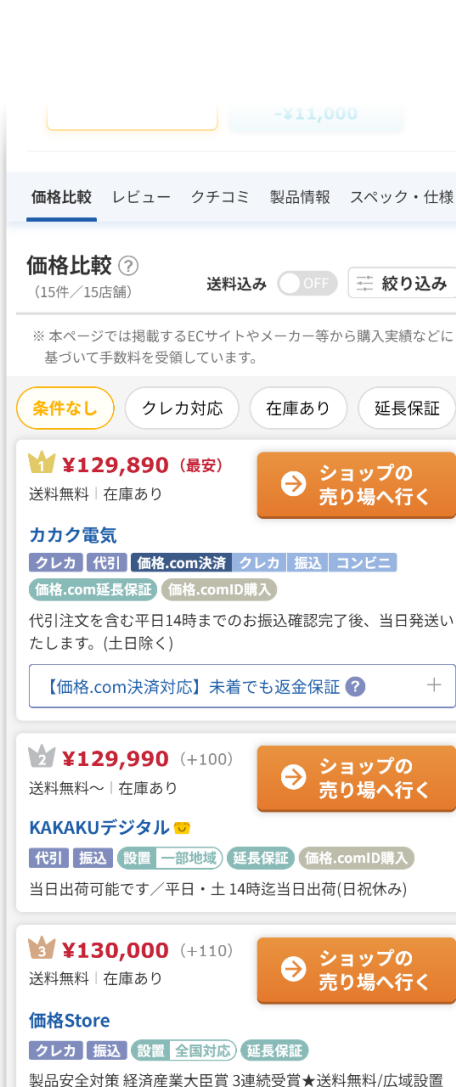 -¥11,000
価格比較 レビュー クチコミ 製品情報 スペック・仕様
価格比較 ?
(15件/15店舗)
送料込み OFF 絞り込み
※ 本ページでは掲載するECサイトやメーカー等から購入実績などに
基づいて手数料を受領しています。
条件なし クレカ対応 在庫あり 延長保証
1 ¥129,890 (最安)
送料無料 | 在庫あり
ショップの
売り場へ行く
カカク電気
クレカ 代引 価格.com決済 クレカ 振込 コンビニ
価格.com延長保証 価格.comID購入
代引注文を含む平日14時までのお振込確認完了後、当日発送い
たします。(土日除く)
【価格.com決済対応】未着でも返金保証 ? +
2 ¥129,990 (+100)
送料無料〜 | 在庫あり
ショップの
売り場へ行く
KAKAKUデジタル
代引 振込 設置 一部地域 延長保証 価格.comID購入
当日出荷可能です/平日・土 14時迄当日出荷(日祝休み)
3 ¥130,000 (+110)
送料無料 | 在庫あり
ショップの
売り場へ行く
価格Store
クレカ 振込 設置 全国対応 延長保証
製品安全対策 経済産業大臣賞 3連続受賞★送料無料/広域設置